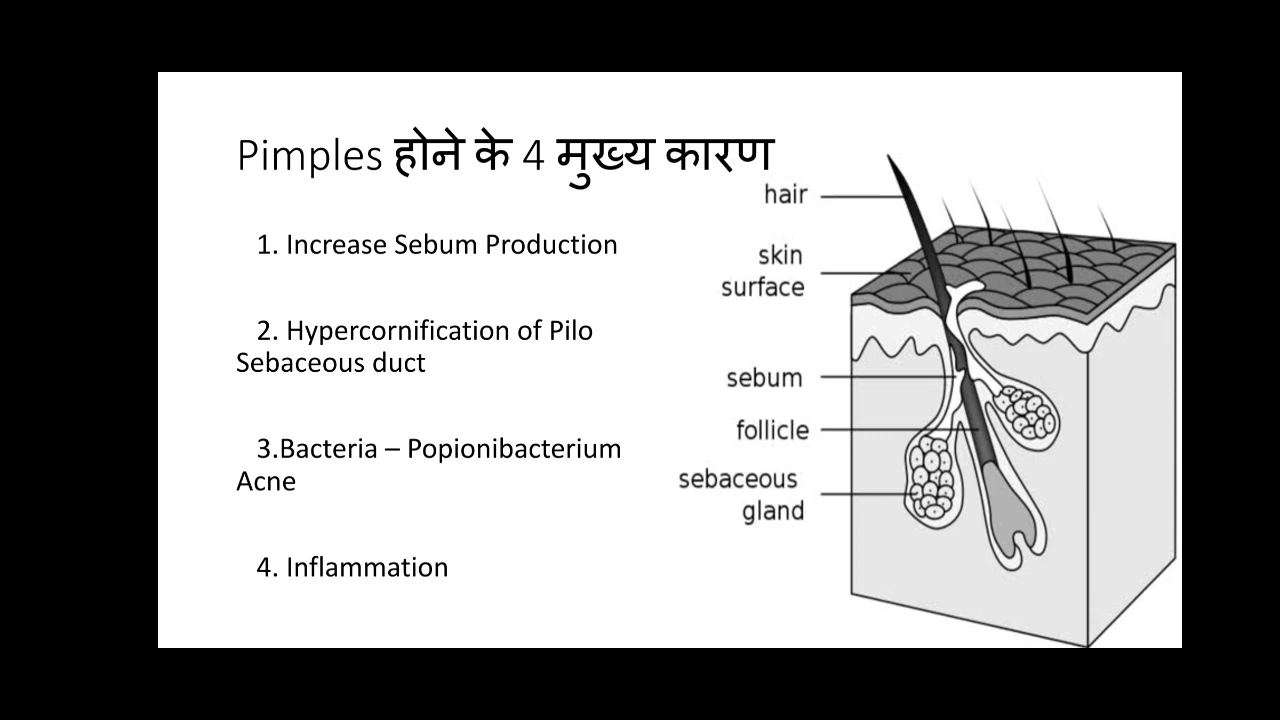 Pimples होने के 4 मुख्य कारण
1. Increase Sebum Production
2. Hypercornification of Pilo
Sebaceous duct
3.Bacteria – Popionibacterium
Acne
4. Inflammation
hair
skin
surface
sebum
follicle
sebaceous
gland